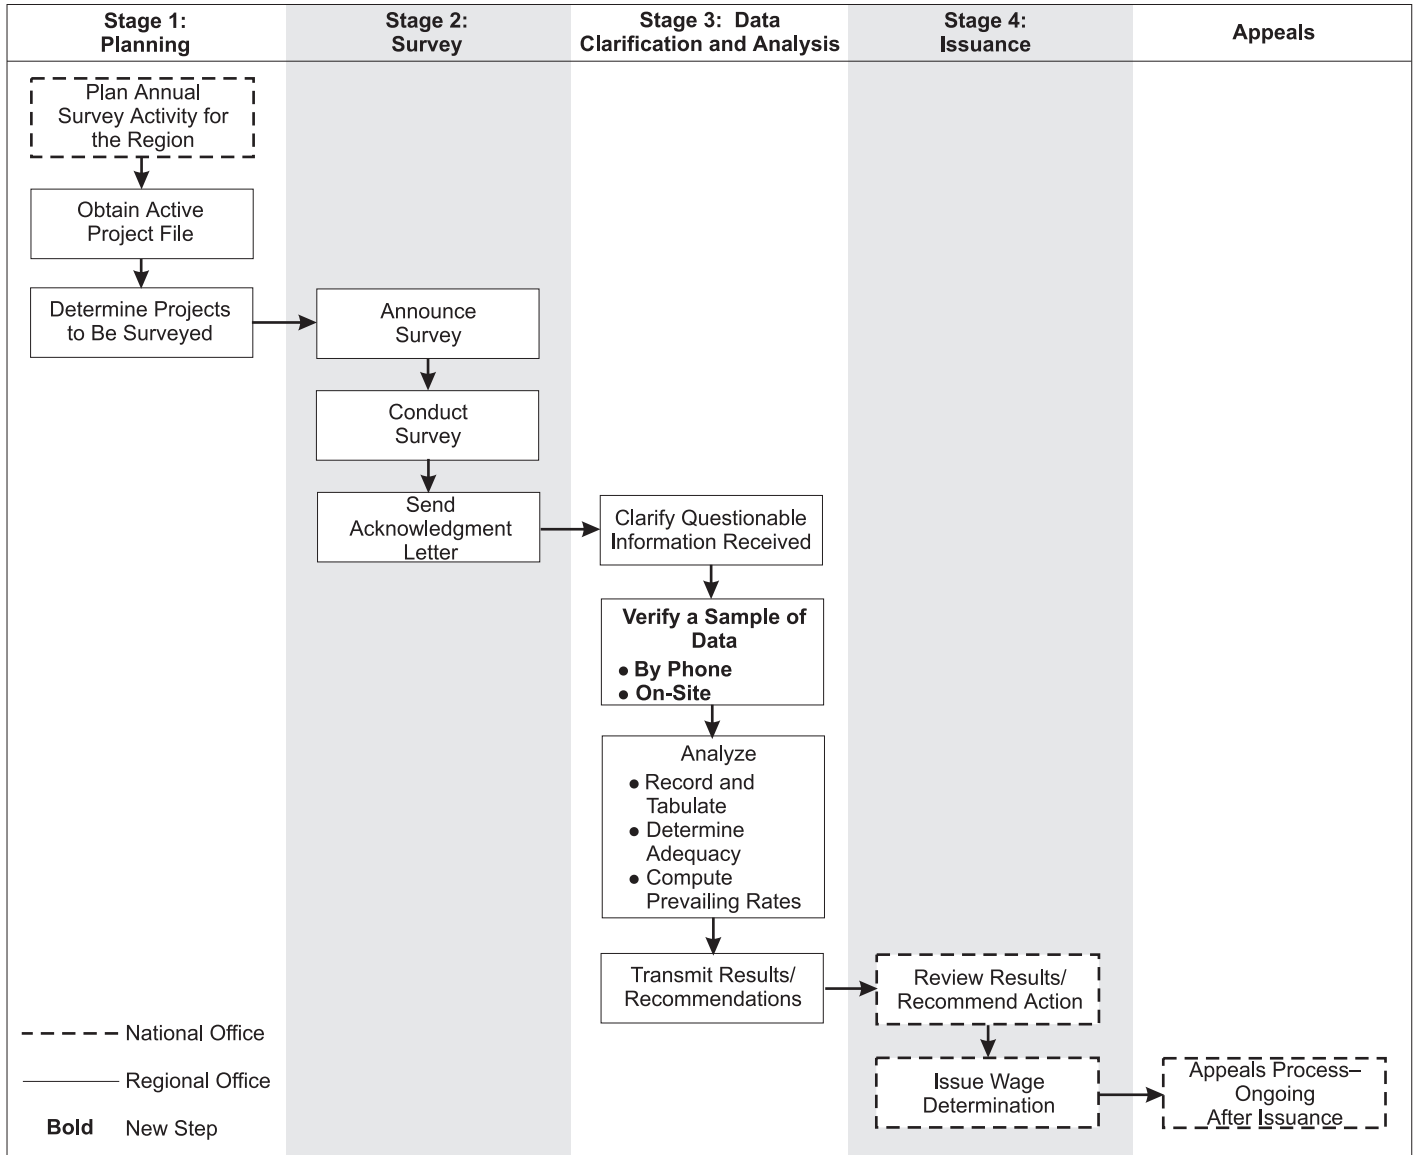 Stage 1:
Planning
Stage 2:
Survey
Stage 3: Data
Clarification and Analysis
Stage 4:
Issuance
Appeals
Plan Annual
Survey Activity for
the Region
Obtain Active
Project File
Determine Projects
to Be Surveyed
Announce
Survey
Conduct
Survey
Send
Acknowledgment
Letter
Clarify Questionable
Information Received
Verify a Sample of
Data
● By Phone
● On-Site
Analyze
● Record and
Tabulate
● Determine
Adequacy
● Compute
Prevailing Rates
Transmit Results/
Recommendations
Review Results/
Recommend Action
Issue Wage
Determination
Appeals Process–
Ongoing
After Issuance
National Office
Regional Office
Bold New Step